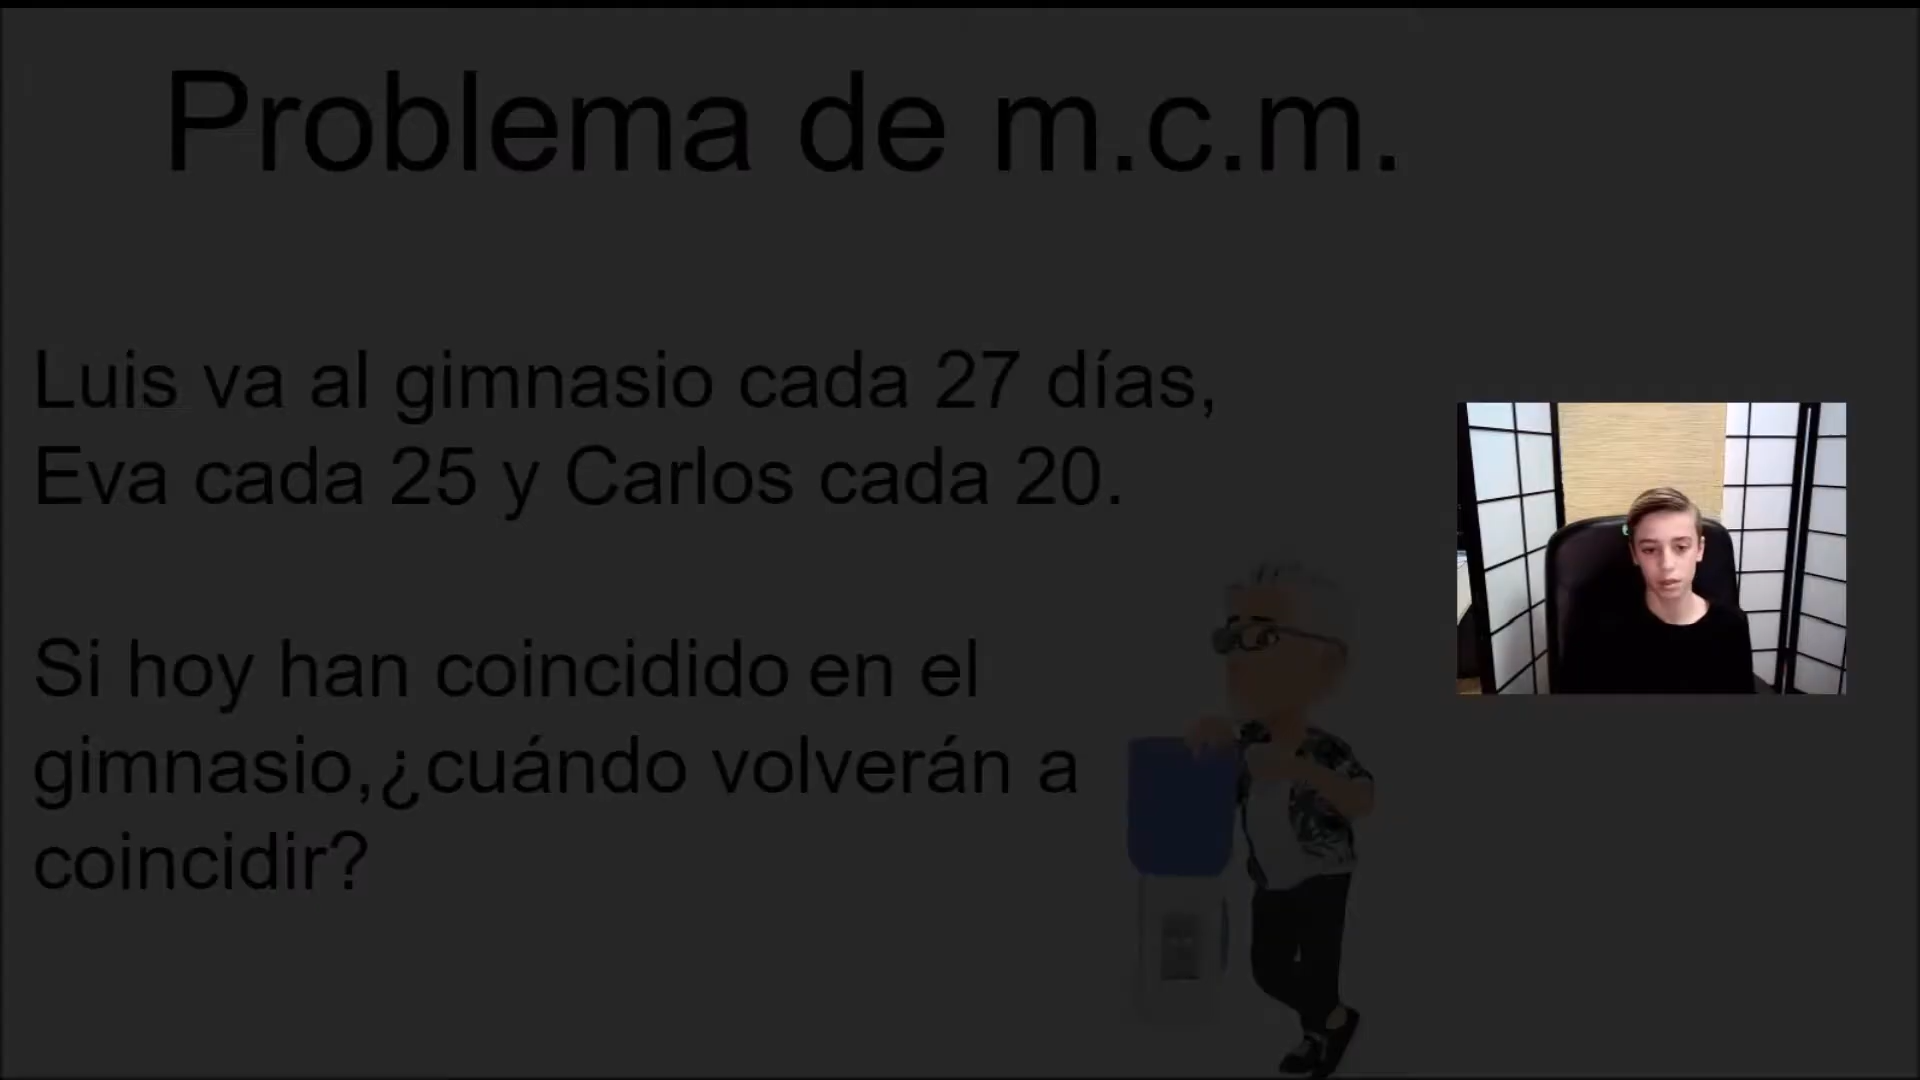 Problema de m.c.m.
Luis va al gimnasio cada 27 días,
Eva cada 25 y Carlos cada 20.
Si hoy han coincidido en el
gimnasio,¿cuándo volverán a
coincidir?